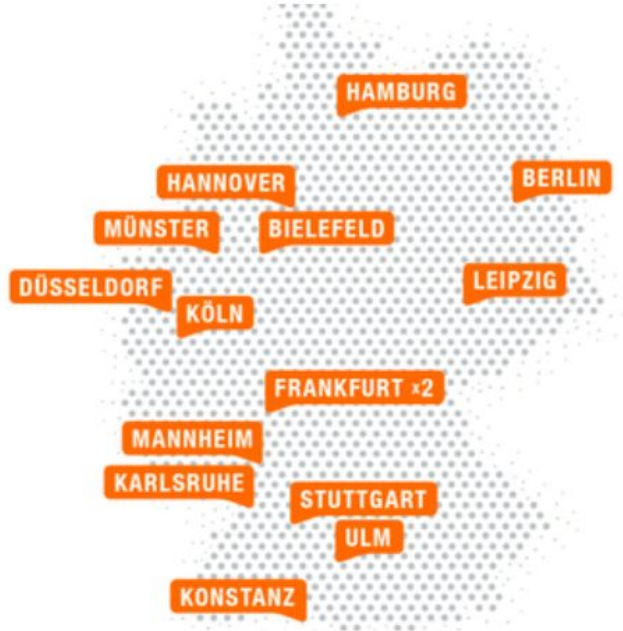 HAMBURG
BERLIN
HANNOVER
MÜNSTER
BIELEFELD
LEIPZIG
DÜSSELDORF
KÖLN
FRANKFURT x2
MANNHEIM
KARLSRUHE
STUTTGART
ULM
KONSTANZ